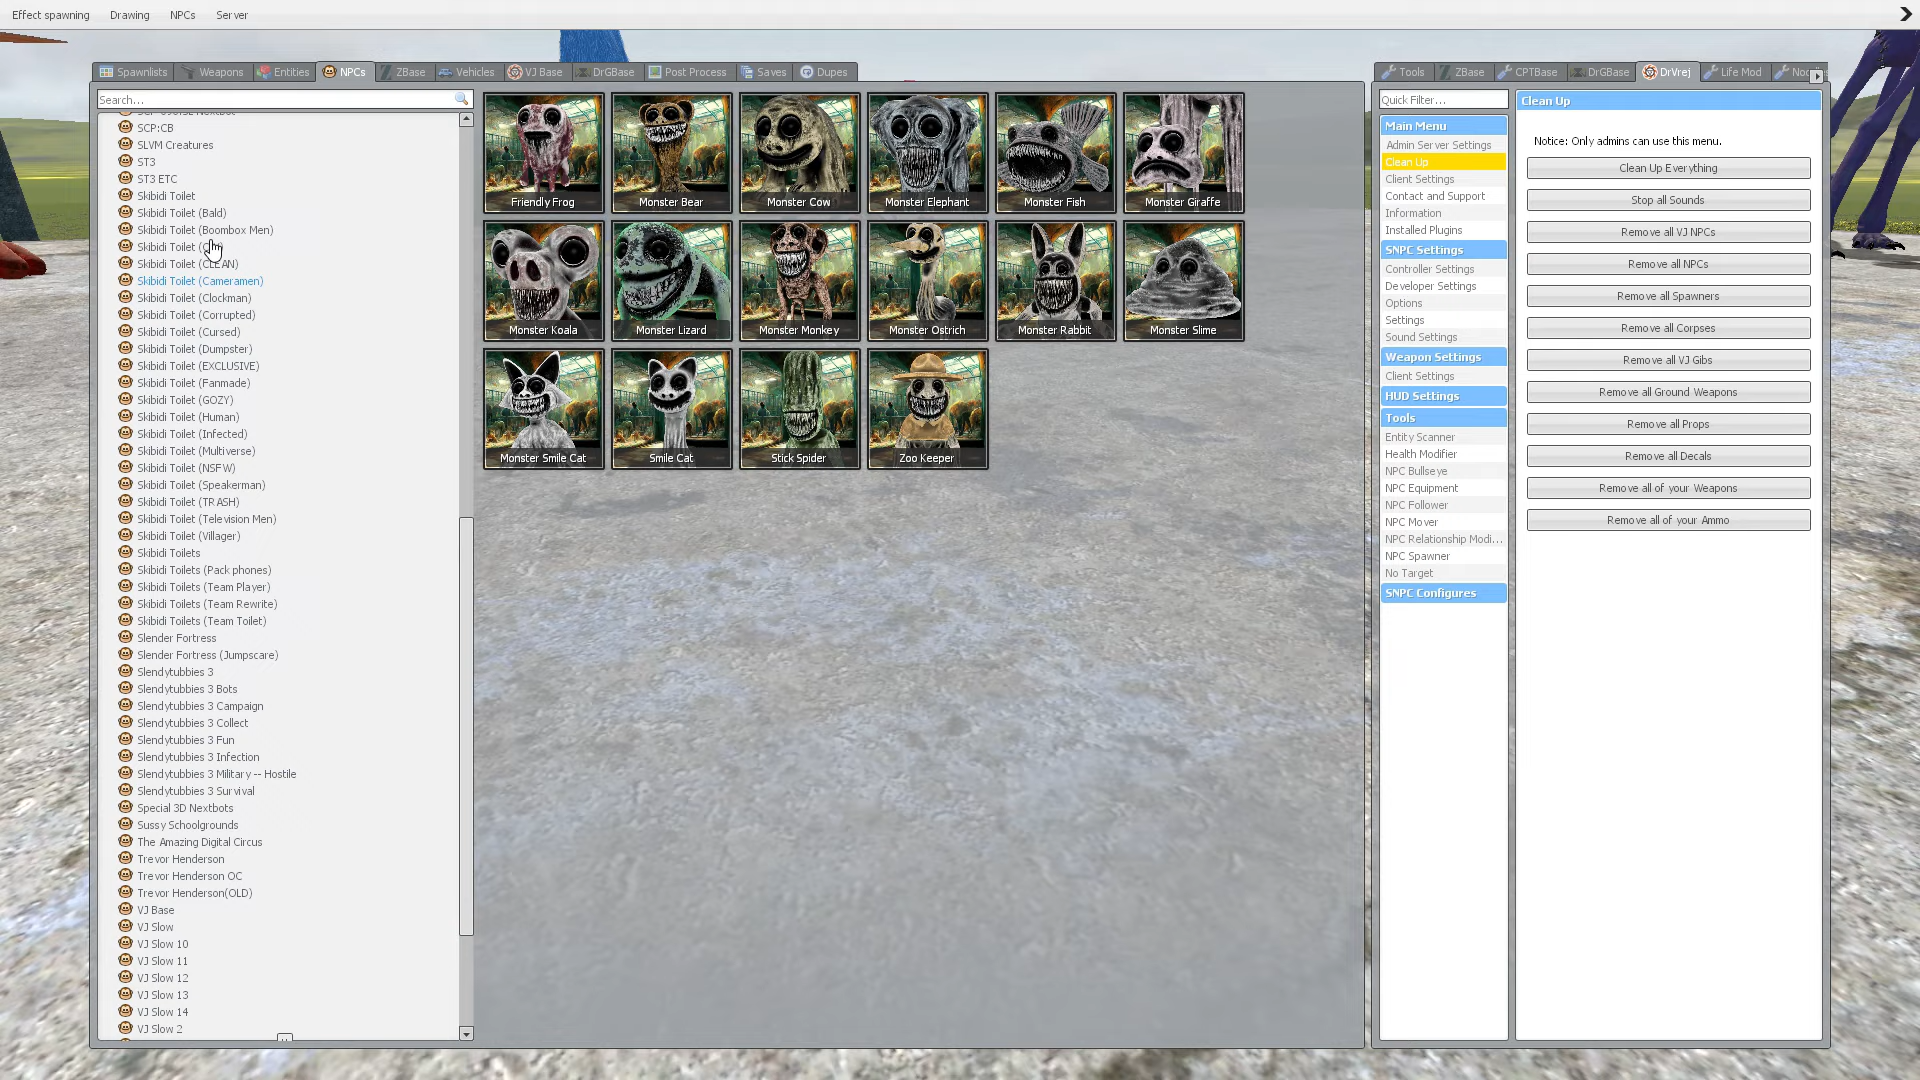 Effect spawning Drawing NPCs Server
Spawnlists Weapons Entities NPCs ZBase Vehicles VJ Base DrGBase Post Process Saves Dupes
Search...
SCP:CB
SLVM Creatures
ST3
ST3 ETC
Skibidi Toilet
Skibidi Toilet (Bald)
Skibidi Toilet (Boombox Men)
Skibidi Toilet
Skibidi Toilet (CLEAN)
Skibidi Toilet (Cameramen)
Skibidi Toilet (Clockman)
Skibidi Toilet (Corrupted)
Skibidi Toilet (Cursed)
Skibidi Toilet (Dumpster)
Skibidi Toilet (EXCLUSIVE)
Skibidi Toilet (Fanmade)
Skibidi Toilet (GOZY)
Skibidi Toilet (Human)
Skibidi Toilet (Infected)
Skibidi Toilet (Multiverse)
Skibidi Toilet (NSFW)
Skibidi Toilet (Speakerman)
Skibidi Toilet (TRASH)
Skibidi Toilet (Television Men)
Skibidi Toilet (Villager)
Skibidi Toilets
Skibidi Toilets (Pack phones)
Skibidi Toilets (Team Player)
Skibidi Toilets (Team Rewrite)
Skibidi Toilets (Team Toilet)
Slender Fortress
Slender Fortress (Jumpscare)
Slendytubbies 3
Slendytubbies 3 Bots
Slendytubbies 3 Campaign
Slendytubbies 3 Collect
Slendytubbies 3 Fun
Slendytubbies 3 Infection
Slendytubbies 3 Military -- Hostile
Slendytubbies 3 Survival
Special 3D Nextbots
Sussy Schoolgrounds
The Amazing Digital Circus
Trevor Henderson
Trevor Henderson OC
Trevor Henderson(OLD)
VJ Base
VJ Slow
VJ Slow 10
VJ Slow 11
VJ Slow 12
VJ Slow 13
VJ Slow 14
VJ Slow 2
Friendly Frog Monster Bear Monster Cow Monster Elephant Monster Fish Monster Giraffe
Monster Koala Monster Lizard Monster Monkey Monster Ostrich Monster Rabbit Monster Slime
Monster Smile Cat Smile Cat Stick Spider Zoo Keeper
Tools ZBase CPTBase DrGBase DrVrej Life Mod
Quick Filter...
Main Menu
Admin Server Settings
Clean Up
Client Settings
Contact and Support
Information
Installed Plugins
SNPC Settings
Controller Settings
Developer Settings
Options
Settings
Sound Settings
Weapon Settings
Client Settings
HUD Settings
Tools
Entity Scanner
Health Modifier
NPC Bullseye
NPC Equipment
NPC Follower
NPC Mover
NPC Relationship Modi...
NPC Spawner
No Target
SNPC Configures
Clean Up
Notice: Only admins can use this menu.
Clean Up Everything
Stop all Sounds
Remove all VJ NPCs
Remove all NPCs
Remove all Spawners
Remove all Corpses
Remove all VJ Gibs
Remove all Ground Weapons
Remove all Props
Remove all Decals
Remove all of your Weapons
Remove all of your Ammo